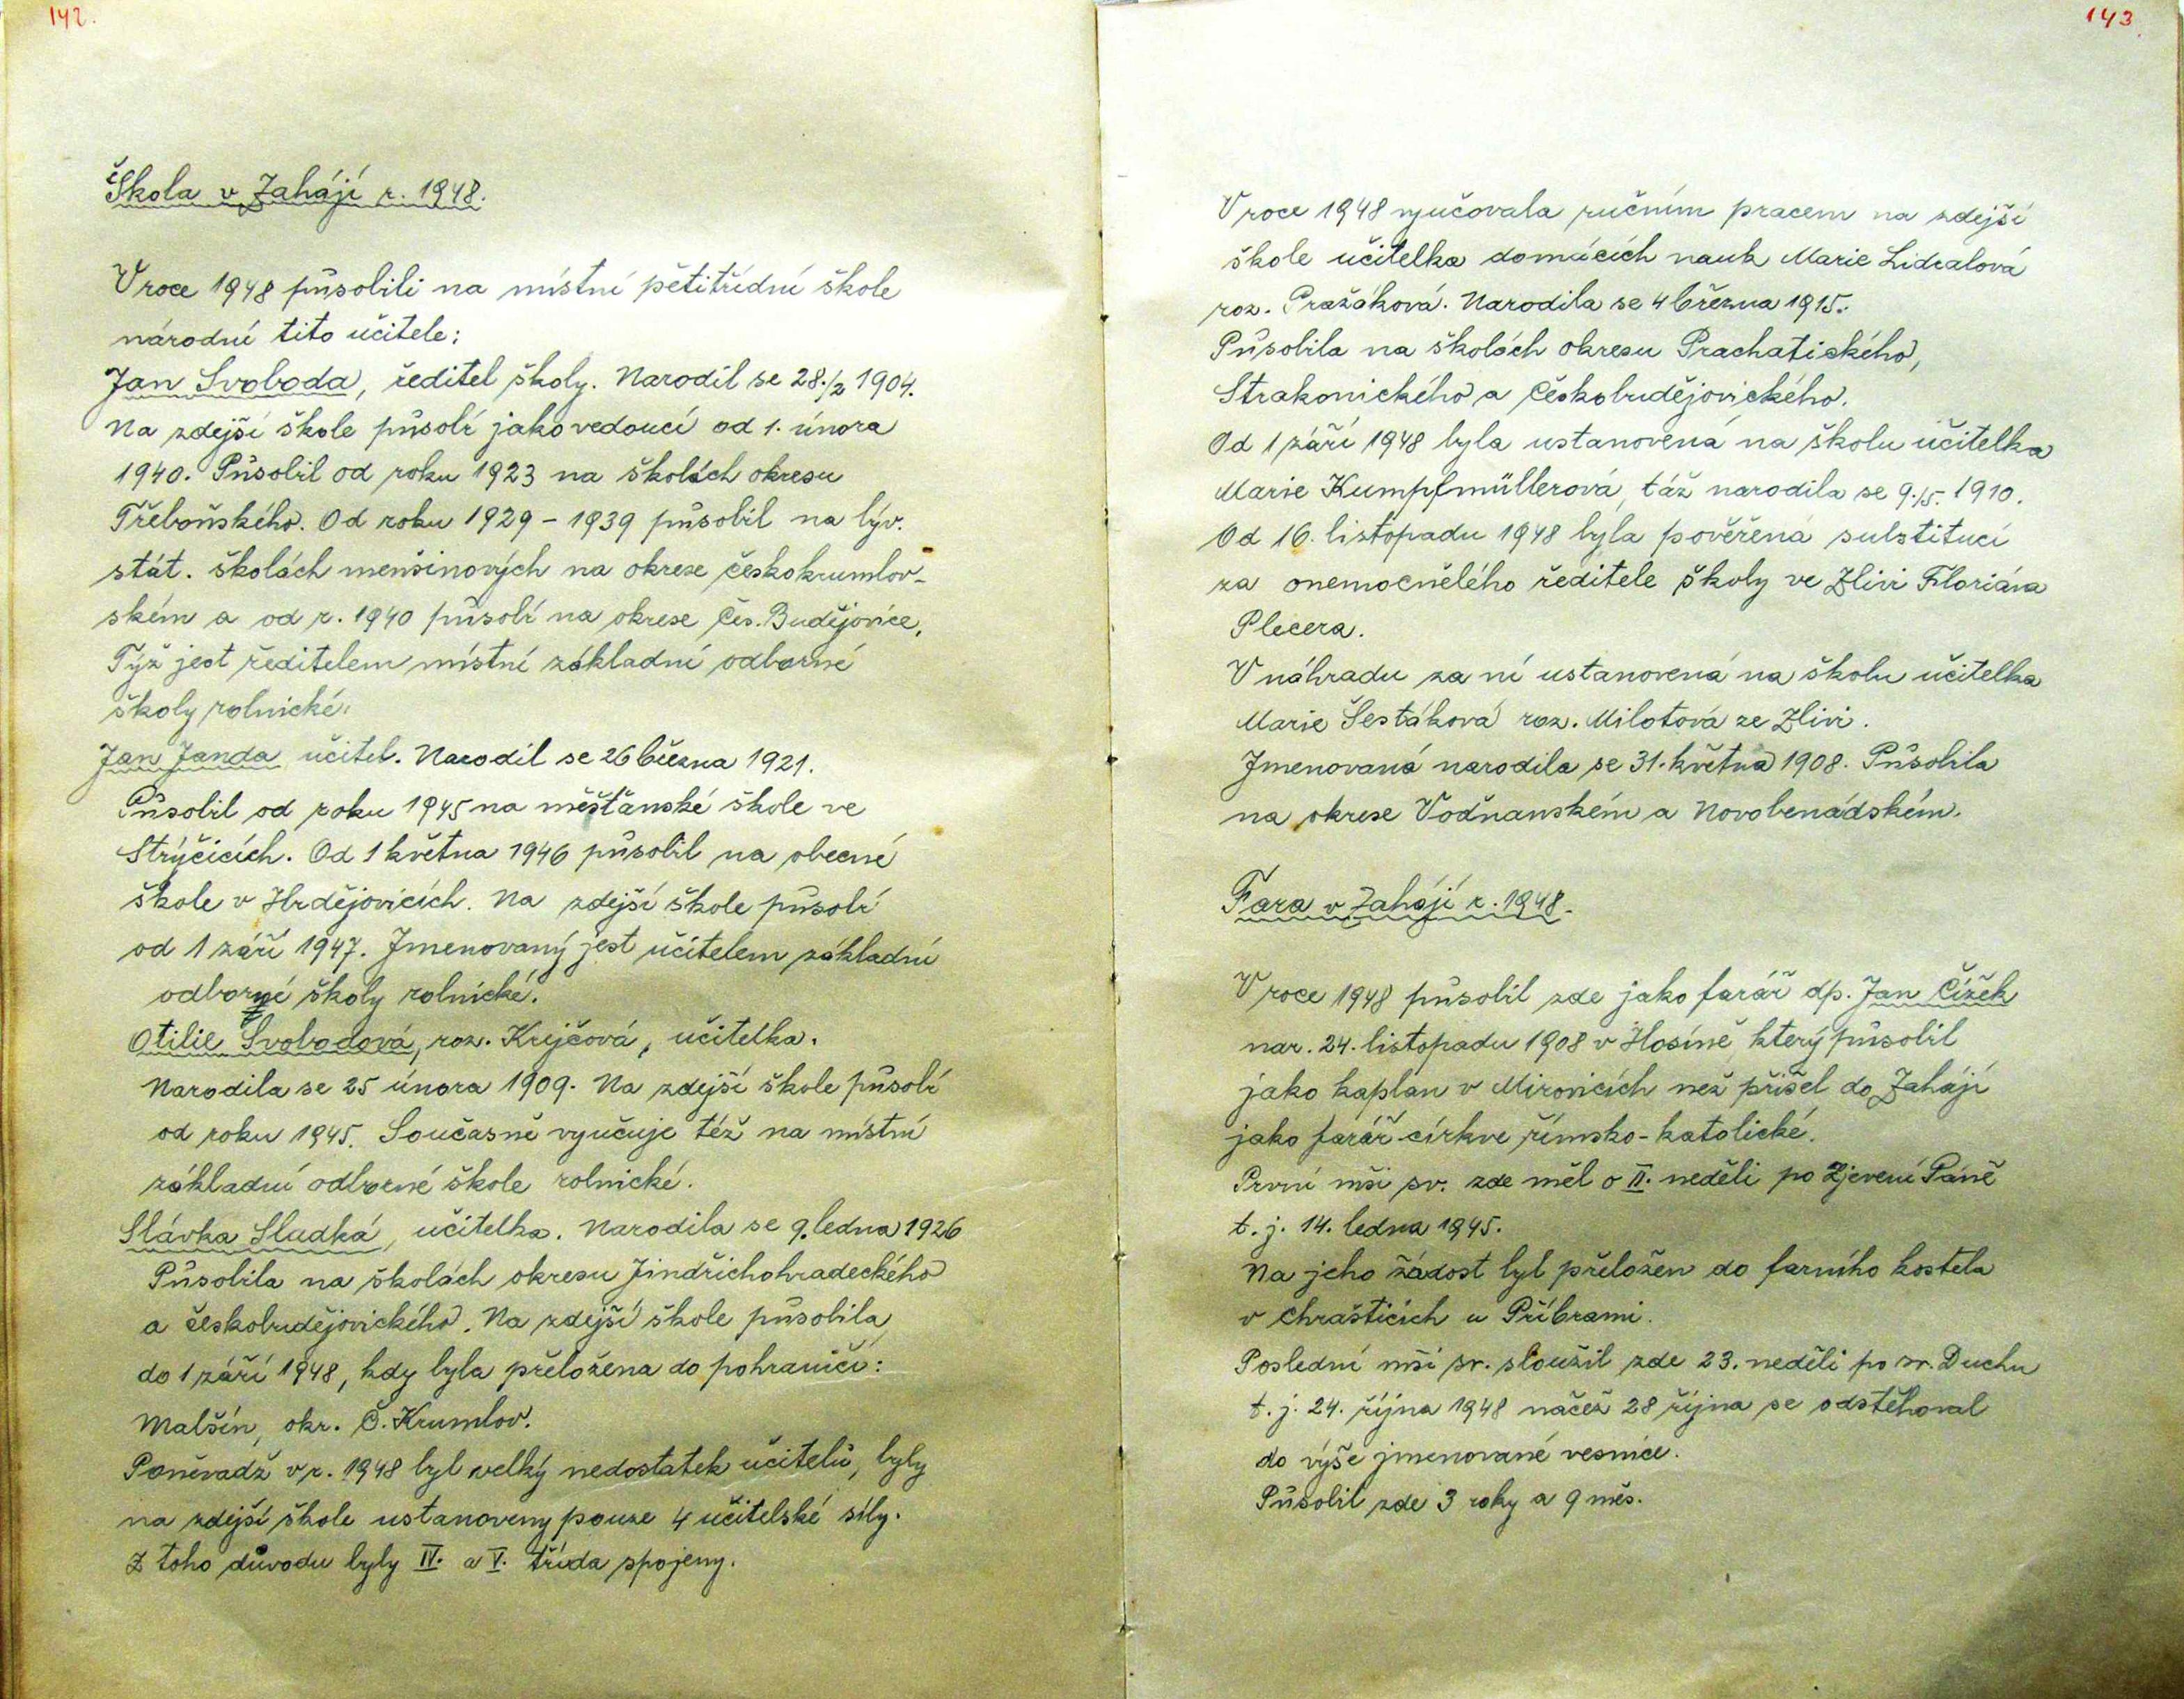 142.
Škola v Zahájí r. 1948.
V roce 1948 působili na místní pětitřídní škole
národní tito učitele:
Jan Svoboda, ředitel školy. Narodil se 28./2 1904.
Na zdejší škole působí jako vedoucí od 1. února
1940. Působil od roku 1923 na školách okresu
Třeboňského. Od roku 1929 - 1939 působil na býv.
stát. školách menšinových na okrese českokrumlov-
ském a od r. 1940 působí na okrese Čes. Budějovice.
Týž jest ředitelem místní základní odborné
školy rolnické.
Jan Janda učitel. Narodil se 26 března 1921.
Působil od roku 1945 na měšťanské škole ve
Strýčicích. Od 1 května 1946 působil na obecné
škole v Hrdějovicích. Na zdejší škole působí
od 1 září 1947. Jmenovaný jest učitelem základní
odborné školy rolnické.
Otilie Svobodová, roz. Krejčová, učitelka.
Narodila se 25 února 1909. Na zdejší škole působí
od roku 1945. Současně vyučuje též na místní
základní odborné škole rolnické.
Slávka Sladká, učitelka. Narodila se 9. ledna 1926
Působila na školách okresu Jindřichohradeckého
a českobudějovického. Na zdejší škole působila
do 1 září 1948, kdy byla přeložena do pohraničí:
Malšín, okr. Č. Krumlov.
Poněvadž v r. 1948 byl velký nedostatek učitelů, byly
na zdejší škole ustanoveny pouze 4 učitelské síly.
Z toho důvodu byly IV. a V. třída spojeny.
143.
V roce 1948 vyučovala ručním pracem na zdejší
škole učitelka domácích nauk Marie Lidralová
roz. Pražáková. Narodila se 4 března 1915.
Působila na školách okresu Prachatického,
Strakonického a Českobudějovického.
Od 1 září 1948 byla ustanovená na školu učitelka
Marie Kumpfmüllerová, táž narodila se 9./5. 1910.
Od 16. listopadu 1948 byla pověřená substitucí
za onemocnělého ředitele školy ve Zlivi Floriána
Plecera.
V náhradu za ní ustanovená na školu učitelka
Marie Šestáková roz. Milotová ze Zlivi.
Jmenovaná narodila se 31. května 1908. Působila
na okrese Vodňanském a Novobenádském.
Fara v Zahájí r. 1948.
V roce 1948 působil zde jako farář dp. Jan Čížek
nar. 24. listopadu 1908 v Hosíně, který působil
jako kaplan v Mirovicích než přišel do Zahájí
jako farář církve římsko-katolické.
První mši sv. zde měl o II. neděli po Zjevení Páně
t. j. 14. ledna 1945.
Na jeho žádost byl přeložen do farního kostela
v Chrašticích u Příbrami.
Poslední mši sv. sloužil zde 23. neděli po sv. Duchu
t. j. 24. října 1948 načež 28 října se odstěhoval
do výše jmenované vesnice.
Působil zde 3 roky a 9 měs.